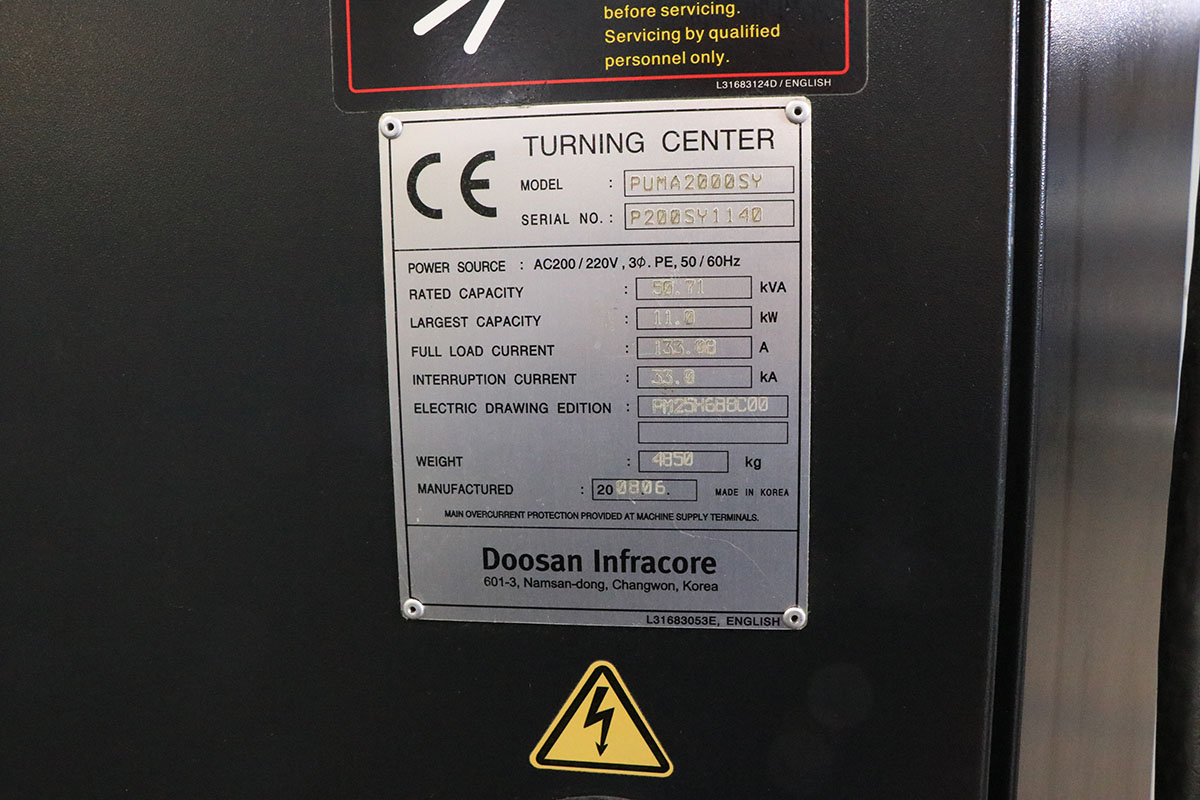 before servicing.
Servicing by qualified
personnel only.
L31683124D / ENGLISH
CE
TURNING CENTER
MODEL : PUMA2000SY
SERIAL NO. : P200SY1140
POWER SOURCE : AC200 / 220V , 3Φ. PE, 50 / 60Hz
RATED CAPACITY : 50.71 kVA
LARGEST CAPACITY : 11.0 kW
FULL LOAD CURRENT : 133.08 A
INTERRUPTION CURRENT : 33.0 kA
ELECTRIC DRAWING EDITION :
WEIGHT : 4850 kg
MANUFACTURED : 20 0806. MADE IN KOREA
MAIN OVERCURRENT PROTECTION PROVIDED AT MACHINE SUPPLY TERMINALS.
Doosan Infracore
601-3, Namsan-dong, Changwon, Korea
L31683053E, ENGLISH